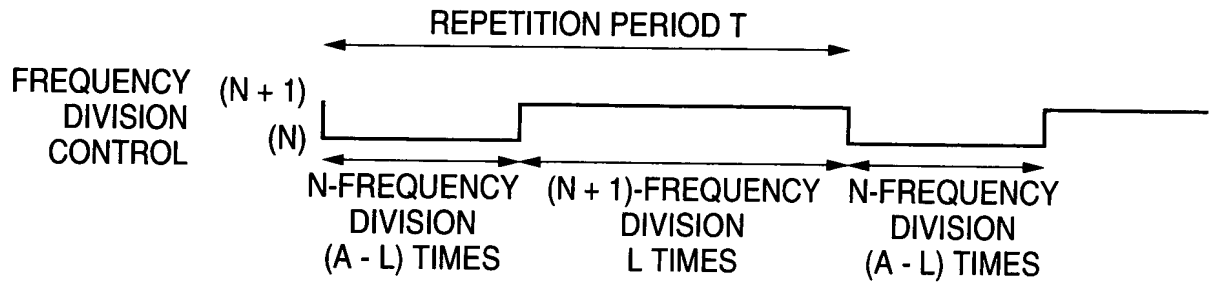 REPETITION PERIOD T
FREQUENCY
DIVISION
CONTROL
(N + 1)
(N)
N-FREQUENCY
DIVISION
(A - L) TIMES
(N + 1)-FREQUENCY
DIVISION
L TIMES
N-FREQUENCY
DIVISION
(A - L) TIMES